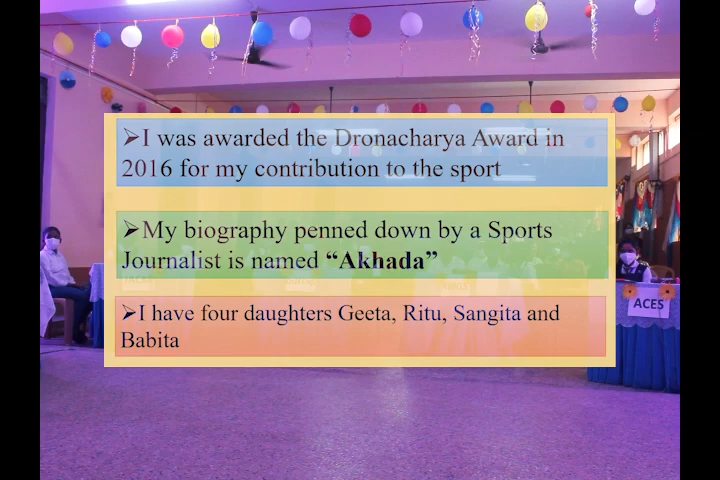 ➢I was awarded the Dronacharya Award in
2016 for my contribution to the sport
➢My biography penned down by a Sports
Journalist is named “Akhada”
➢I have four daughters Geeta, Ritu, Sangita and
Babita
ACES